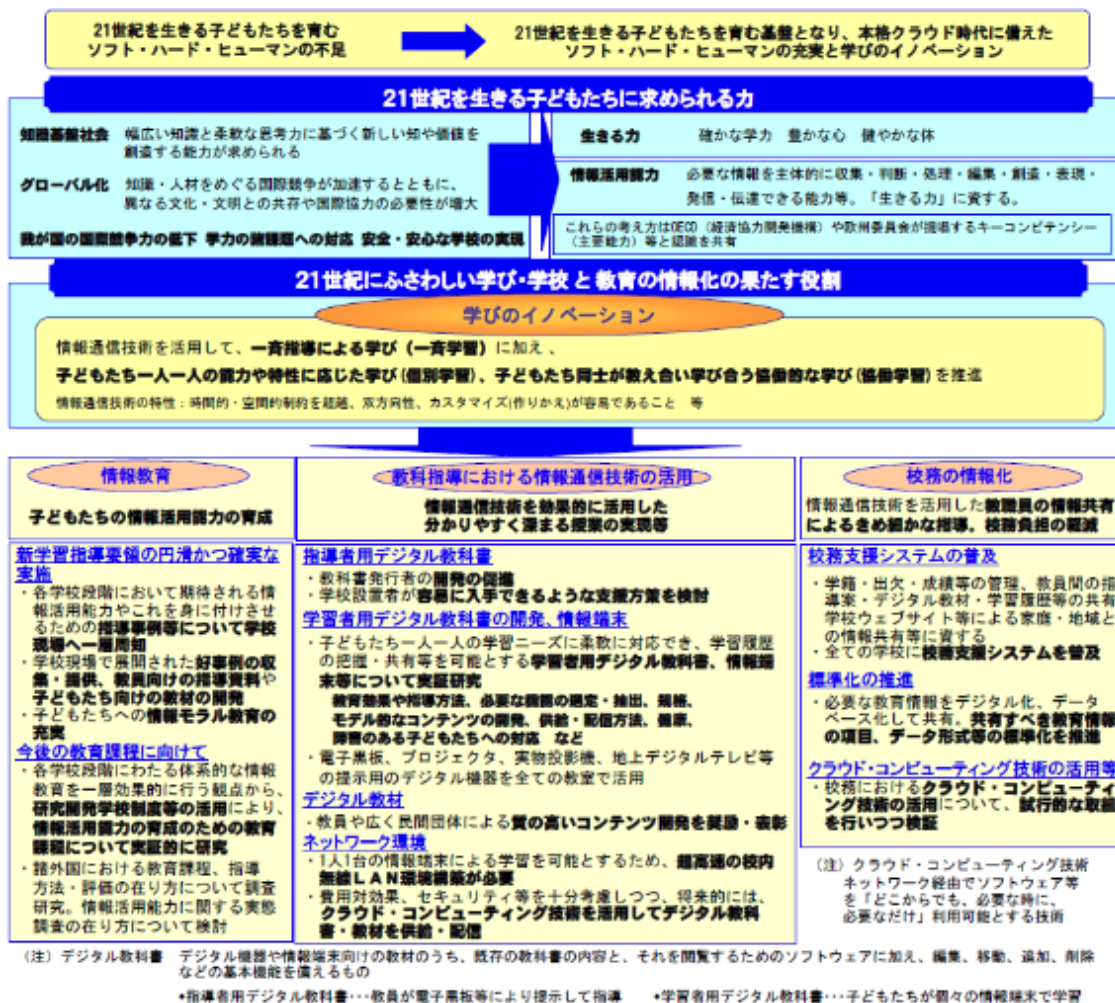 21世紀を生きる子どもたちを育む
ソフト・ハード・ヒューマンの不足
21世紀を生きる子どもたちを育む基盤となり、本格クラウド時代に備えた
ソフト・ハード・ヒューマンの充実と学びのイノベーション
21世紀を生きる子どもたちに求められる力
知識基盤社会 幅広い知識と柔軟な思考力に基づく新しい知や価値を
創造する能力が求められる
グローバル化 知識・人材をめぐる国際競争が加速するとともに、
異なる文化・文明との共存や国際協力の必要性が増大
我が国の国際競争力の低下 学力の諸課題への対応 安全・安心な学校の実現
生きる力 確かな学力 豊かな心 健やかな体
情報活用能力 必要な情報を主体的に収集・判断・処理・編集・創造・表現・
発信・伝達できる能力等。「生きる力」に資する。
これらの考え方はOECD（経済協力開発機構）や欧州委員会が提唱するキーコンピテンシー
（主要能力）等と認識を共有
21世紀にふさわしい学び・学校 と 教育の情報化の果たす役割
学びのイノベーション
情報通信技術を活用して、一斉指導による学び（一斉学習）に加え 、
子どもたち一人一人の能力や特性に応じた学び(個別学習)、子どもたち同士が教え合い学び合う協働的な学び(協働学習) を推進
情報通信技術の特性：時間的・空間的制約を超越、双方向性、カスタマイズ(作りかえ)が容易であること 等
情報教育
子どもたちの情報活用能力の育成
新学習指導要領の円滑かつ確実な
実施
・各学校段階において期待される情
報活用能力やこれを身に付けさせ
るための指導事例等について学校
現場へ一層周知
・学校現場で展開された好事例の収
集・提供、教員向けの指導資料や
子どもたち向けの教材の開発
・子どもたちへの情報モラル教育の
充実
今後の教育課程に向けて
・各学校段階にわたる体系的な情報
教育を一層効果的に行う観点から、
研究開発学校制度等の活用により、
情報活用能力の育成のための教育
課程について実証的に研究
・諸外国における教育課程、指導
方法・評価の在り方について調査
研究。情報活用能力に関する実態
調査の在り方について検討
教科指導における情報通信技術の活用
情報通信技術を効果的に活用した
分かりやすく深まる授業の実現等
指導者用デジタル教科書
・教科書発行者の開発の促進
・学校設置者が容易に入手できるような支援方策を検討
学習者用デジタル教科書の開発、情報端末
・子どもたち一人一人の学習ニーズに柔軟に対応でき、学習履歴
の把握・共有等を可能とする学習者用デジタル教科書、情報端
末等について実証研究
教育効果や指導方法、必要な機能の選定・抽出、規格、
モデル的なコンテンツの開発、供給・配信方法、健康、
障害のある子どもたちへの対応 など
・電子黒板、プロジェクタ、実物投影機、地上デジタルテレビ等
の提示用のデジタル機器を全ての教室で活用
デジタル教材
・教員や広く民間団体による質の高いコンテンツ開発を奨励・表彰
ネットワーク環境
・1人1台の情報端末による学習を可能とするため、超高速の校内
無線ＬＡＮ環境構築が必要
・費用対効果、セキュリティ等を十分考慮しつつ、将来的には、
クラウド・コンピューティング技術を活用してデジタル教科
書・教材を供給・配信
校務の情報化
情報通信技術を活用した教職員の情報共有
によるきめ細かな指導。校務負担の軽減
校務支援システムの普及
・学籍・出欠・成績等の管理、教員間の指
導案・デジタル教材・学習履歴等の共有
学校ウェブサイト等による家庭・地域と
の情報共有等に資する
・全ての学校に校務支援システムを普及
標準化の推進
・必要な教育情報をデジタル化、データ
ベース化して共有。共有すべき教育情報
の項目、データ形式等の標準化を推進
クラウド・コンピューティング技術の活用等
・校務におけるクラウド・コンピューティ
ング技術の活用について、試行的な取組
を行いつつ検証
（注）クラウド・コンピューティング技術
ネットワーク経由でソフトウェア等
を「どこからでも、必要な時に、
必要なだけ」利用可能とする技術
（注）デジタル教科書 デジタル機器や情報端末向けの教材のうち、既存の教科書の内容と、それを閲覧するためのソフトウェアに加え、編集、移動、追加、削除
などの基本機能を備えるもの
•指導者用デジタル教科書･･･教員が電子黒板等により提示して指導 •学習者用デジタル教科書･･･子どもたちが個々の情報端末で学習